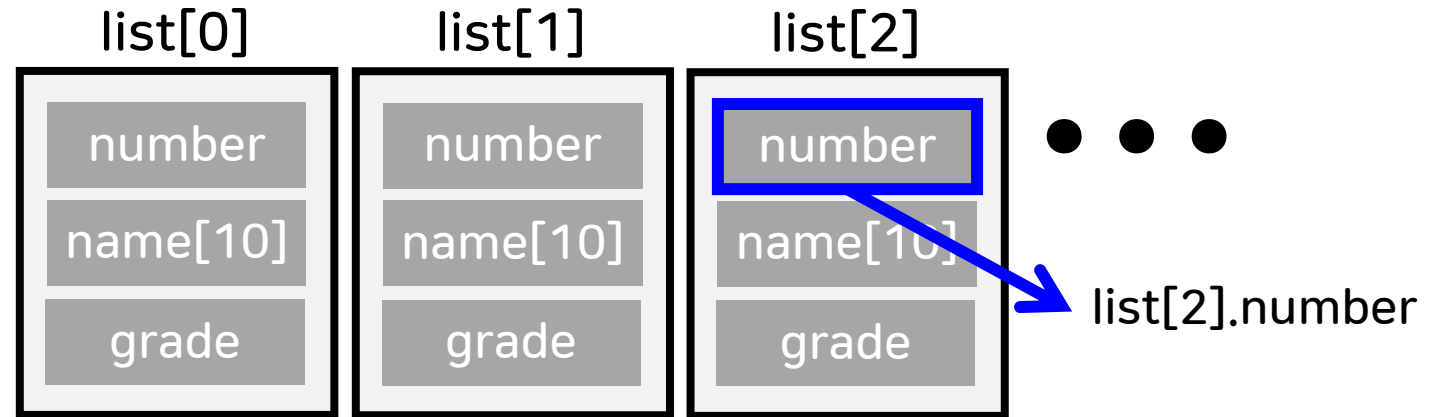 list[0] list[1] list[2]
number number number
name[10] name[10] name[10]
list[2].number
grade grade grade